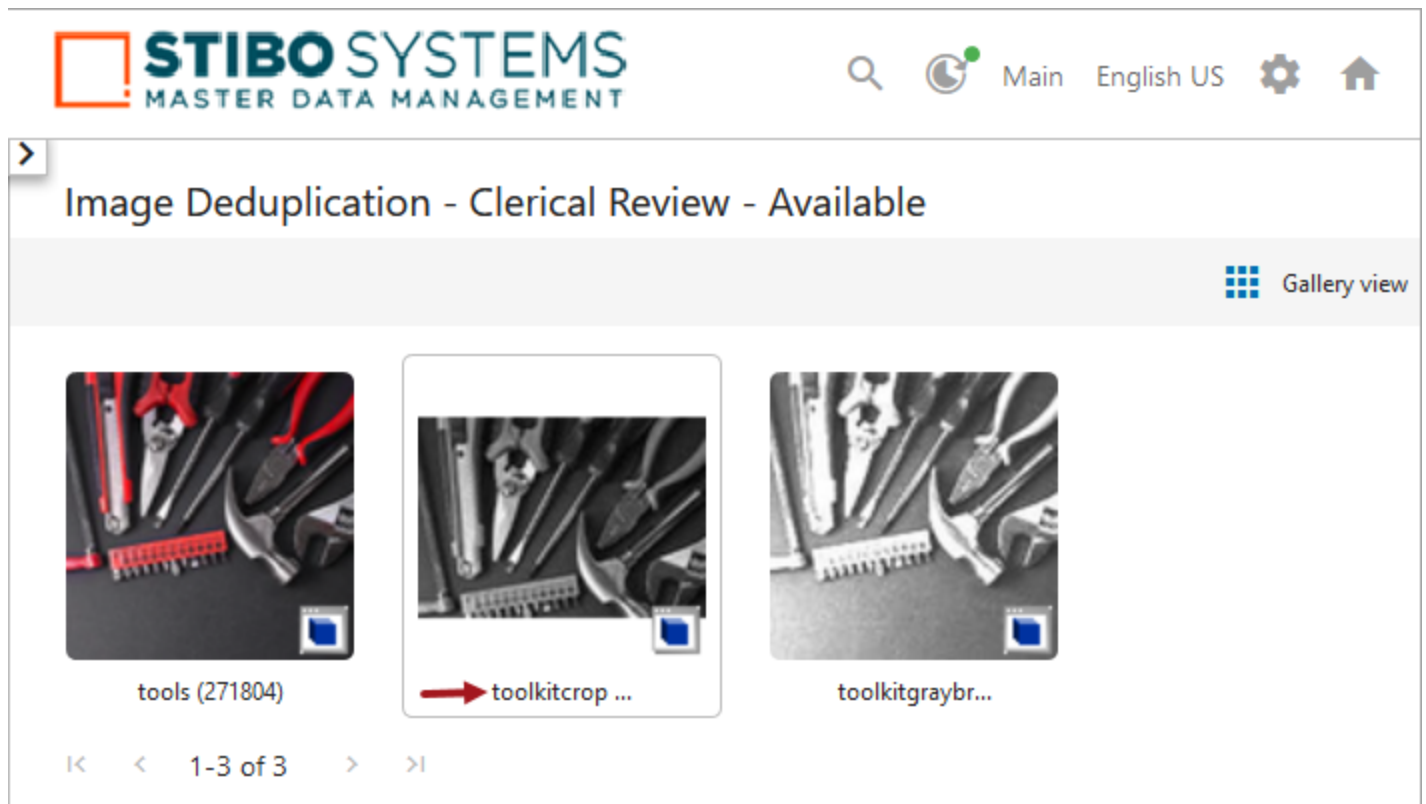 STIBO SYSTEMS
MASTER DATA MANAGEMENT
Main English US
Image Deduplication - Clerical Review - Available
Gallery view
tools (271804) toolkitcrop ... toolkitgraybr...
1-3 of 3